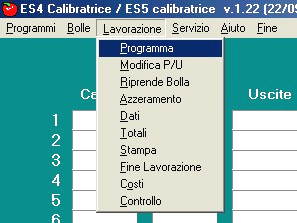 ES4 Calibratrice / ES5 calibratrice v.1.22 (22/0
Programmi Bolle Lavorazione Servizio Aiuto Fine
Programma
Modifica P/U
Riprende Bolla
Azzeramento
Dati
Totali
Stampa
Fine Lavorazione
Costi
Controllo
Ca Uscite
1
2
3
4
5
6